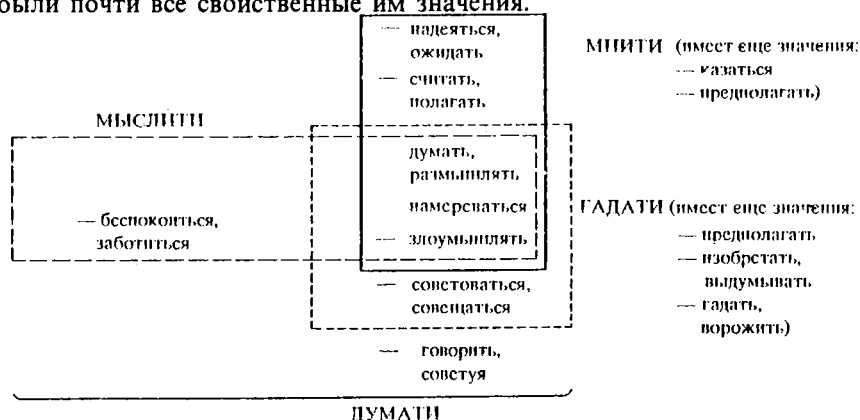 были почти все свойственные им значения.
— надеяться,
ожидать
— считать,
полагать
МНИТИ (имеет еще значения:
— казаться
— предполагать)
МЫСЛИТИ
думать,
размышлять
намереваться
— злоумышлять
— беспокоиться,
заботиться
ГАДАТИ (имеет еще значения:
— предполагать
— изобретать,
выдумывать
— гадать,
ворожить)
— советоваться,
совещаться
— говорить,
советуя
ДУМАТИ